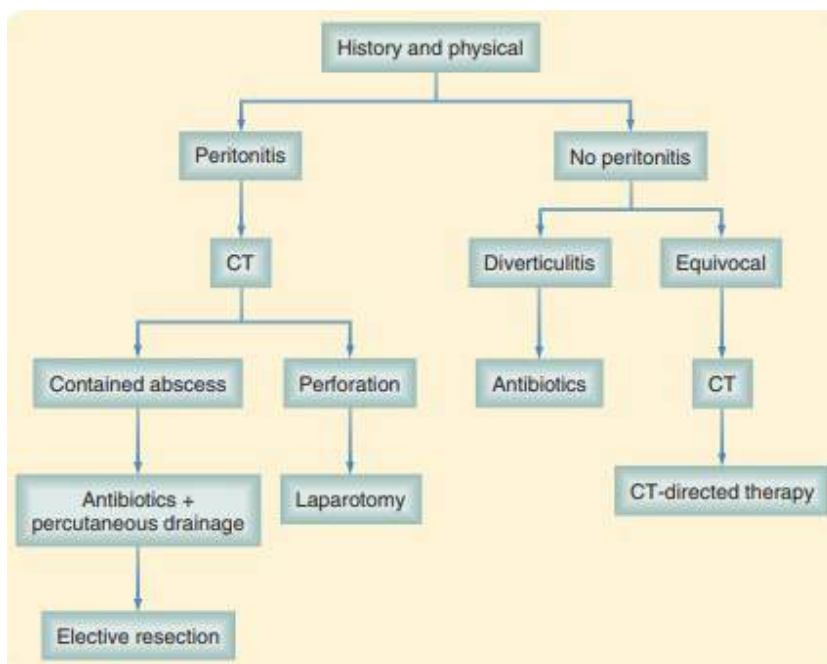 History and physical
Peritonitis
No peritonitis
CT
Diverticulitis
Equivocal
Contained abscess
Perforation
Antibiotics
CT
Antibiotics +
percutaneous drainage
Laparotomy
CT-directed therapy
Elective resection